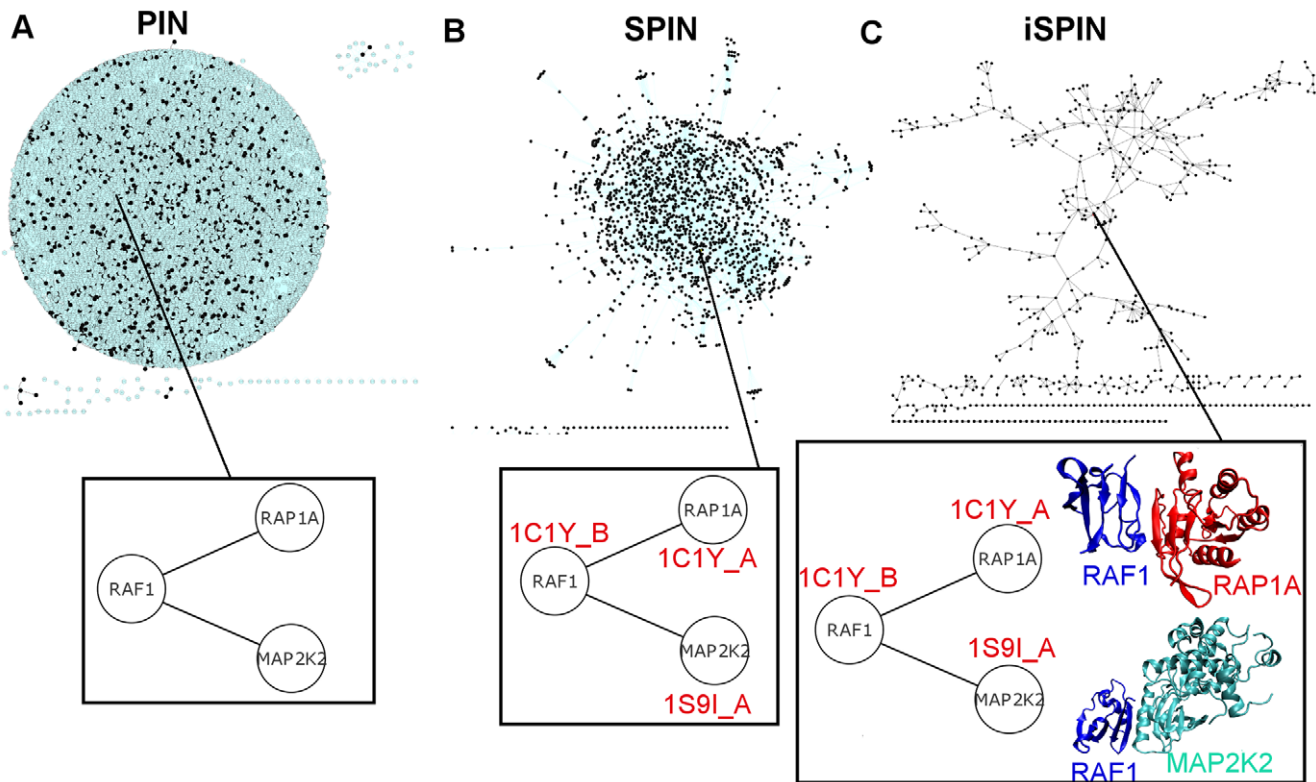 A
PIN
B
SPIN
C
iSPIN
RAP1A
RAF1
MAP2K2
1C1Y_B
RAP1A
1C1Y_A
RAF1
MAP2K2
1S9I_A
1C1Y_A
RAP1A
1C1Y_B
RAF1
1S9I_A
MAP2K2
RAF1
RAP1A
RAF1
MAP2K2